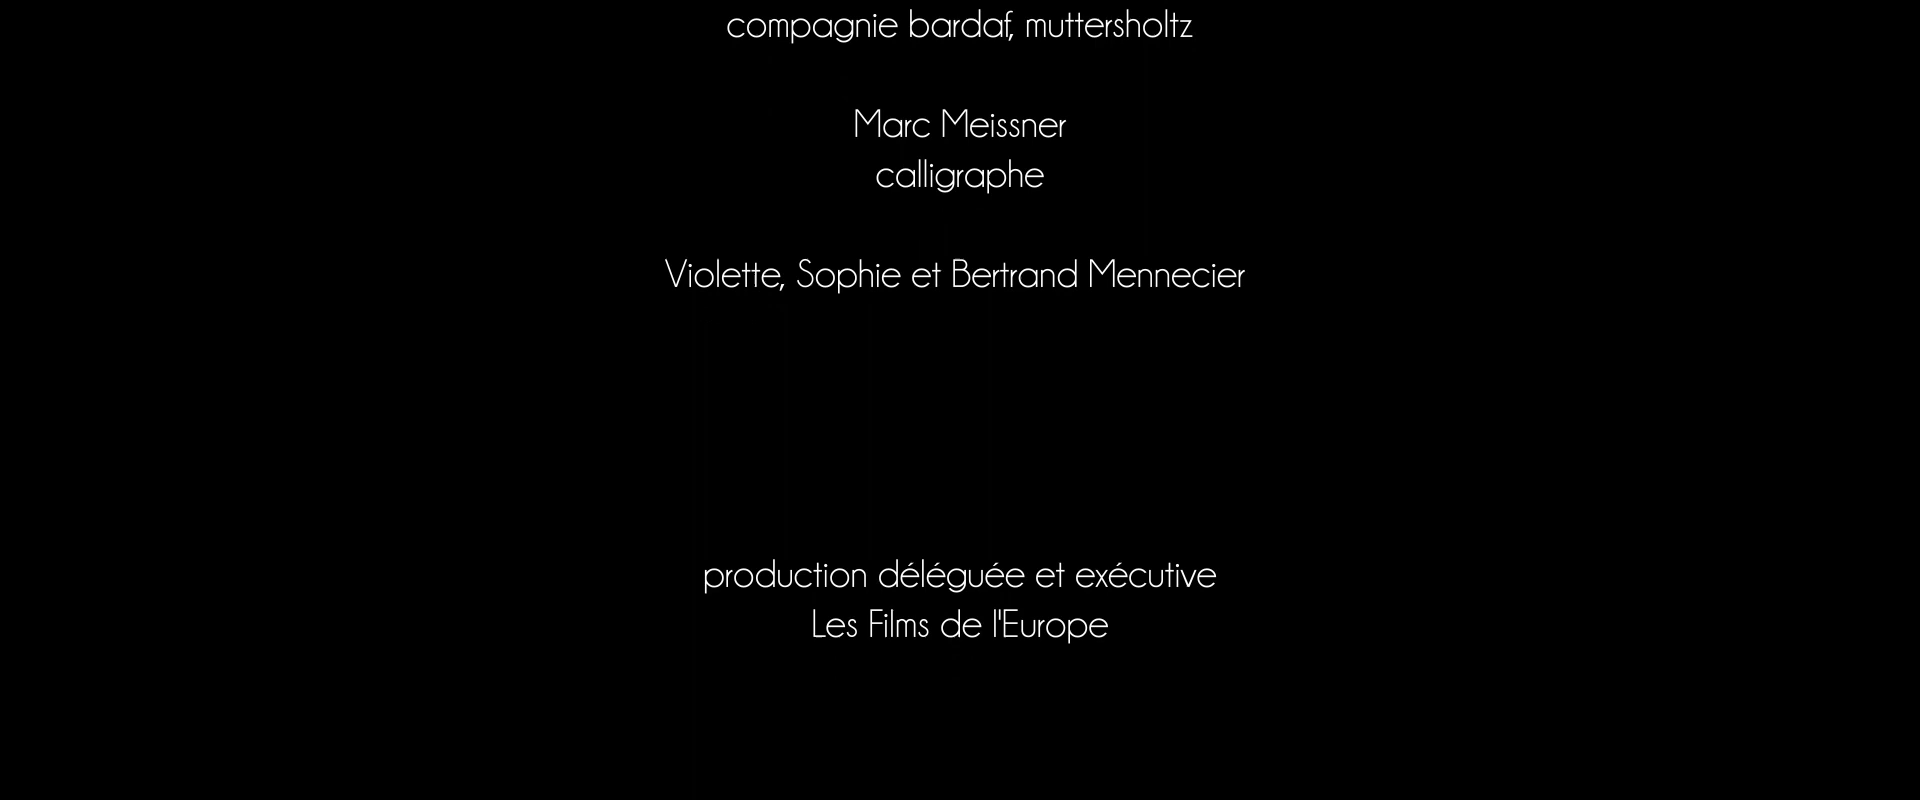 compagnie bardaf, muttersholtz
Marc Meissner
calligraphe
Violette, Sophie et Bertrand Mennecier
production déléguée et exécutive
Les Films de l'Europe